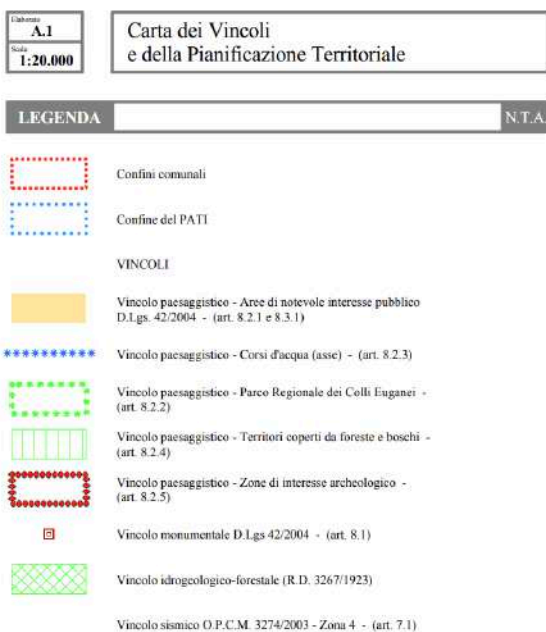 Elaborato
A.1
Scala
1:20.000
Carta dei Vincoli
e della Pianificazione Territoriale
LEGENDA
N.T.A.
Confini comunali
Confine del PATI
VINCOLI
Vincolo paesaggistico - Aree di notevole interesse pubblico
D.Lgs. 42/2004 - (art. 8.2.1 e 8.3.1)
Vincolo paesaggistico - Corsi d'acqua (asse) - (art. 8.2.3)
Vincolo paesaggistico - Parco Regionale dei Colli Euganei -
(art. 8.2.2)
Vincolo paesaggistico - Territori coperti da foreste e boschi -
(art. 8.2.4)
Vincolo paesaggistico - Zone di interesse archeologico -
(art. 8.2.5)
Vincolo monumentale D.Lgs 42/2004 - (art. 8.1)
Vincolo idrogeologico-forestale (R.D. 3267/1923)
Vincolo sismico O.P.C.M. 3274/2003 - Zona 4 - (art. 7.1)